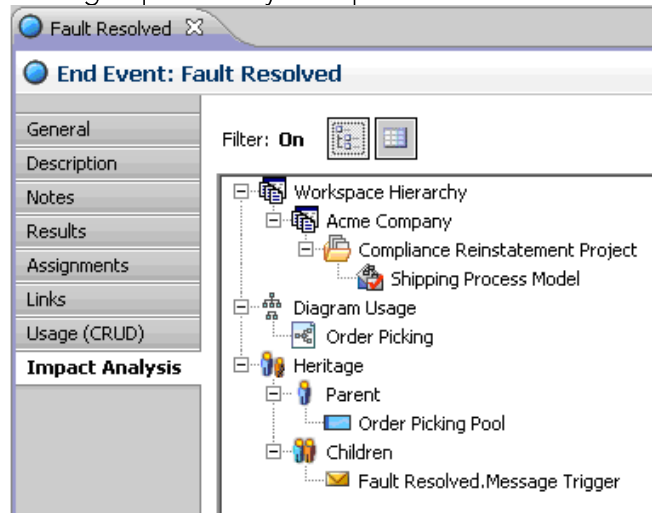 Fault Resolved
End Event: Fault Resolved
General
Description
Notes
Results
Assignments
Links
Usage (CRUD)
Impact Analysis
Filter: On
Workspace Hierarchy
Acme Company
Compliance Reinstatement Project
Shipping Process Model
Diagram Usage
Order Picking
Heritage
Parent
Order Picking Pool
Children
Fault Resolved.Message Trigger